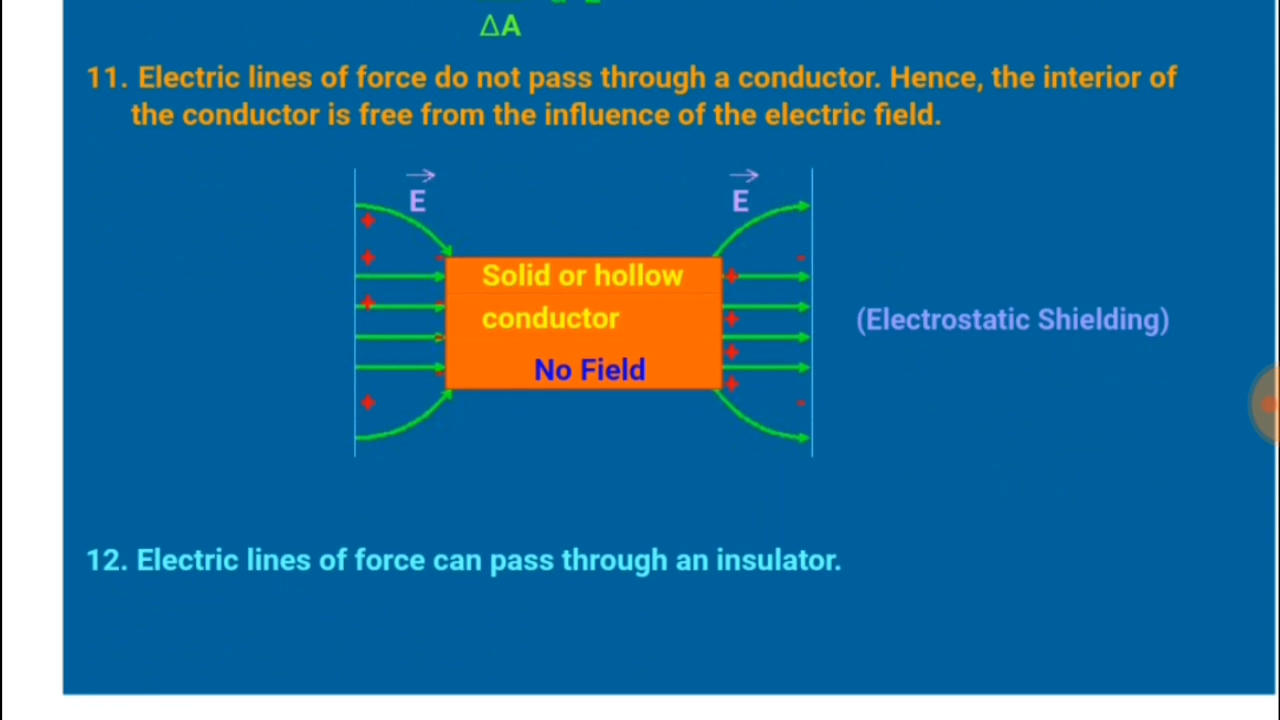 ΔA
11. Electric lines of force do not pass through a conductor. Hence, the interior of
the conductor is free from the influence of the electric field.
E E
Solid or hollow
conductor
No Field
(Electrostatic Shielding)
12. Electric lines of force can pass through an insulator.